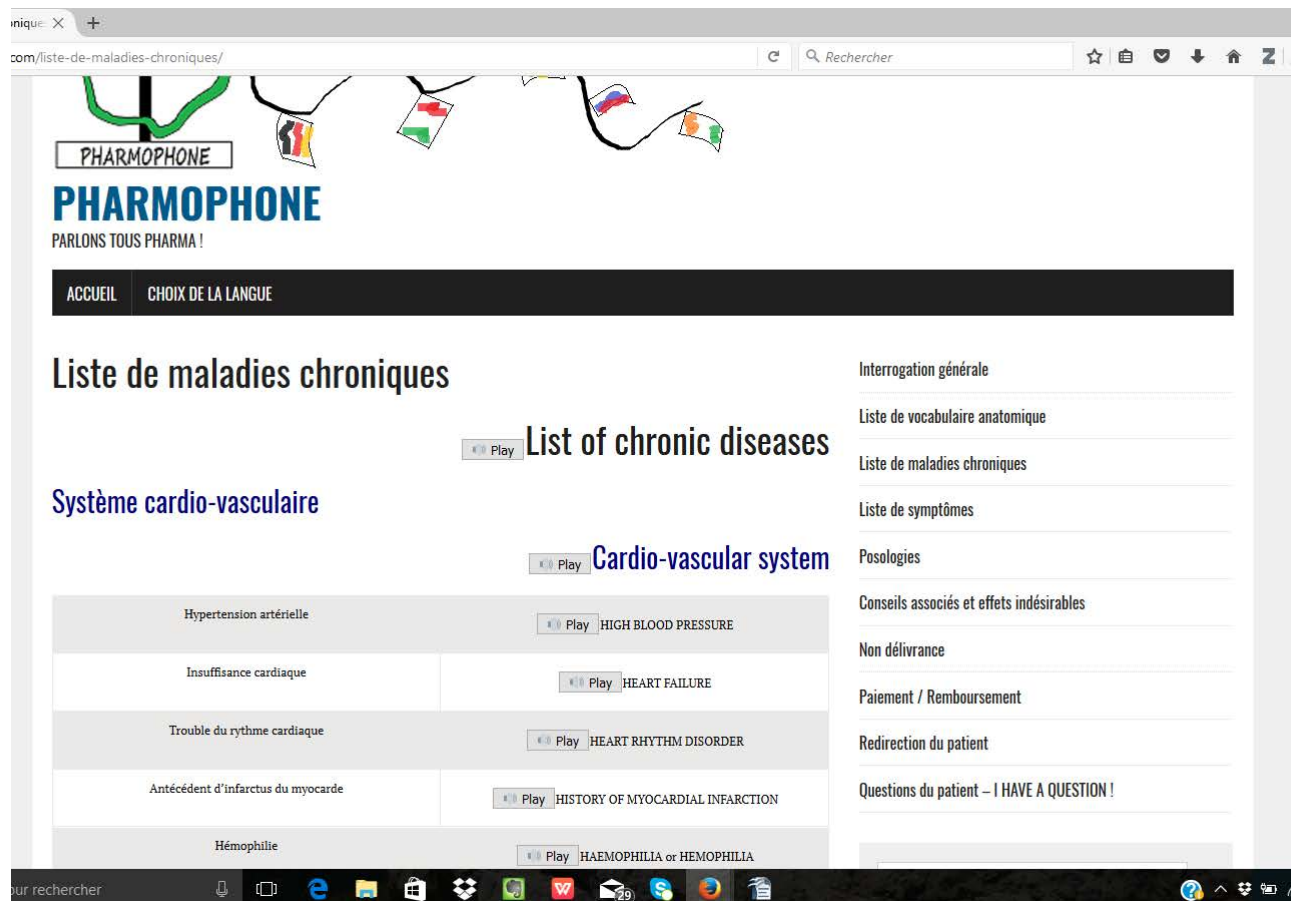 com/liste-de-maladies-chroniques/
Rechercher
PHARMOPHONE
PHARMOPHONE
PARLONS TOUS PHARMA !
ACCUEIL CHOIX DE LA LANGUE
Liste de maladies chroniques
Play List of chronic diseases
Système cardio-vasculaire
Play Cardio-vascular system
Hypertension artérielle
Play HIGH BLOOD PRESSURE
Insuffisance cardiaque
Play HEART FAILURE
Trouble du rythme cardiaque
Play HEART RHYTHM DISORDER
Antécédent d'infarctus du myocarde
Play HISTORY OF MYOCARDIAL INFARCTION
Hémophilie
Play HAEMOPHILIA or HEMOPHILIA
Interrogation générale
Liste de vocabulaire anatomique
Liste de maladies chroniques
Liste de symptômes
Posologies
Conseils associés et effets indésirables
Non délivrance
Paiement / Remboursement
Redirection du patient
Questions du patient – I HAVE A QUESTION !
rechercher
29